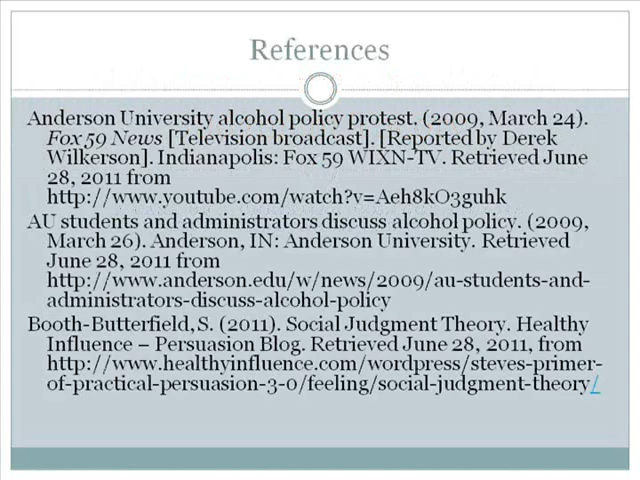 References
Anderson University alcohol policy protest. (2009, March 24).
Fox 59 News [Television broadcast]. [Reported by Derek
Wilkerson]. Indianapolis: Fox 59 WIXN-TV. Retrieved June
28, 2011 from
http://www.youtube.com/watch?v=Aeh8kO3guhk
AU students and administrators discuss alcohol policy. (2009,
March 26). Anderson, IN: Anderson University. Retrieved
June 28, 2011 from
http://www.anderson.edu/w/news/2009/au-students-and-
administrators-discuss-alcohol-policy
Booth-Butterfield, S. (2011). Social Judgment Theory. Healthy
Influence – Persuasion Blog. Retrieved June 28, 2011, from
http://www.healthyinfluence.com/wordpress/steves-primer-
of-practical-persuasion-3-0/feeling/social-judgment-theory/